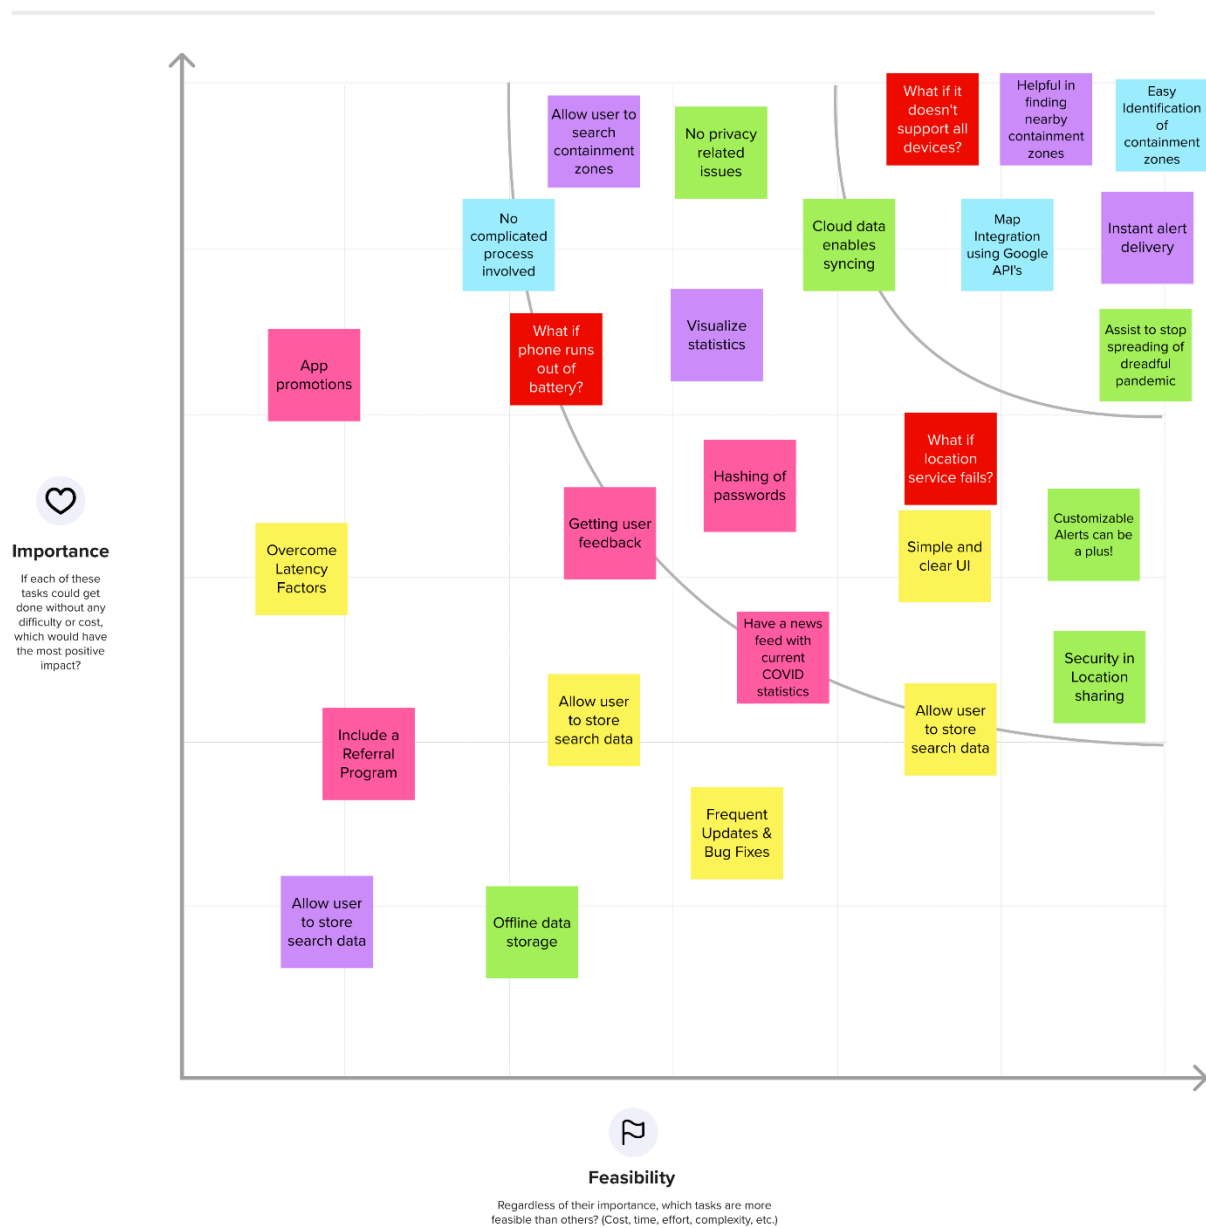 What if it
doesn't
support all
devices?
Helpful in
finding
nearby
containment
zones
Easy
Identification
of
containment
zones
Allow user to
search
containment
zones
No privacy
related
issues
No
complicated
process
involved
Cloud data
enables
syncing
Map
Integration
using Google
API's
Instant alert
delivery
What if
phone runs
out of
battery?
Visualize
statistics
App
promotions
Assist to stop
spreading of
dreadful
pandemic
What if
location
service fails?
Hashing of
passwords
Getting user
feedback
Customizable
Alerts can be
a plus!
Simple and
clear UI
Overcome
Latency
Factors
Importance
If each of these
tasks could get
done without any
difficulty or cost,
which would have
the most positive
impact?
Have a news
feed with
current
COVID
statistics
Security in
Location
sharing
Allow user
to store
search data
Allow user
to store
search data
Include a
Referral
Program
Frequent
Updates &
Bug Fixes
Allow user
to store
search data
Offline data
storage
Feasibility
Regardless of their importance, which tasks are more
feasible than others? (Cost, time, effort, complexity, etc.)